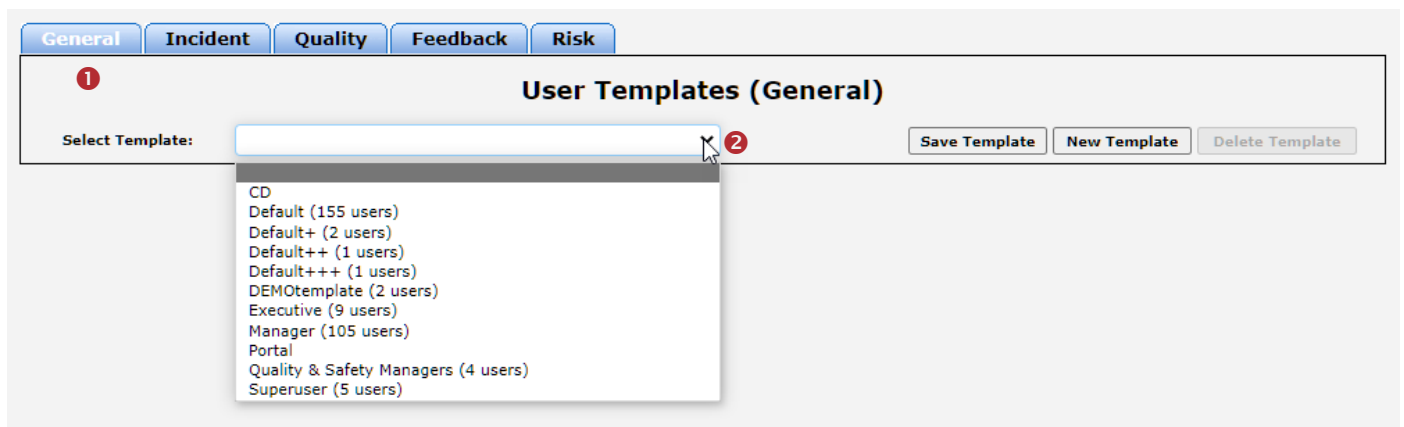 General Incident Quality Feedback Risk
1
User Templates (General)
Select Template: 2 Save Template New Template Delete Template
CD
Default (155 users)
Default+ (2 users)
Default++ (1 users)
Default+++ (1 users)
DEMOtemplate (2 users)
Executive (9 users)
Manager (105 users)
Portal
Quality & Safety Managers (4 users)
Superuser (5 users)